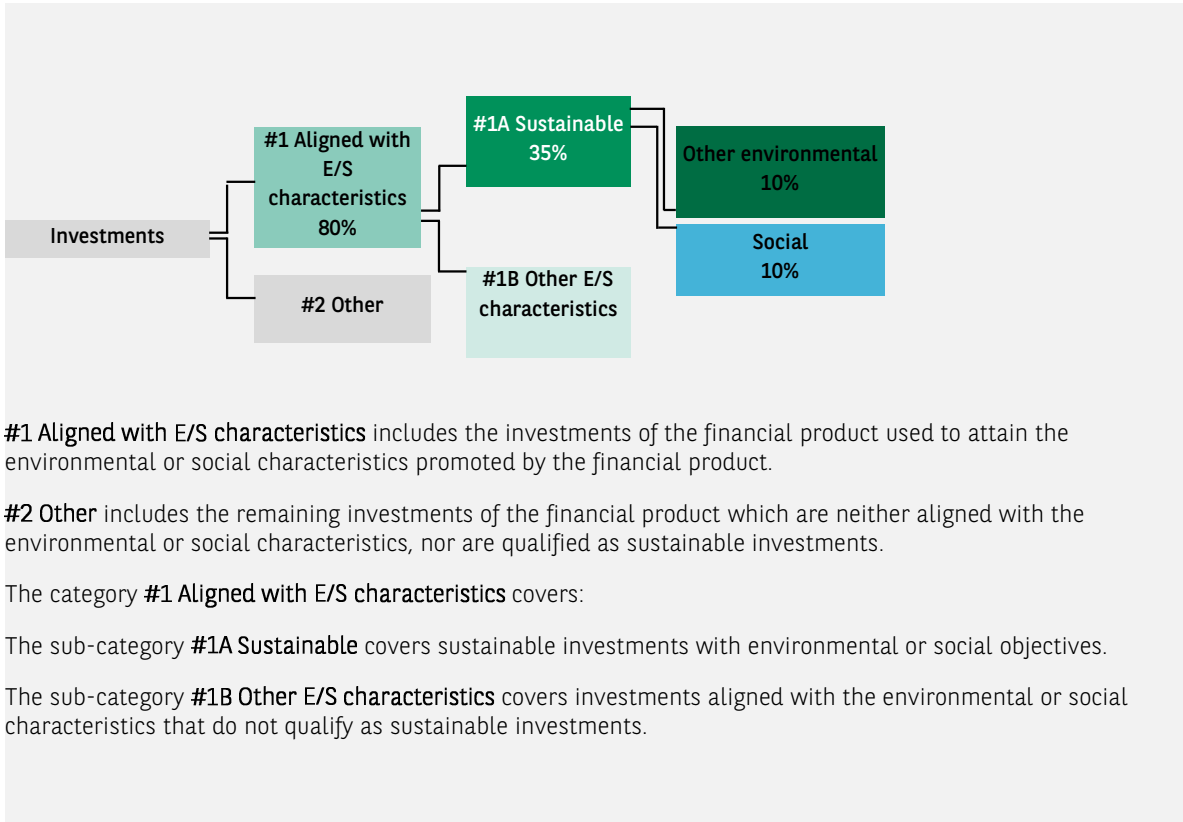 #1A Sustainable
35%
#1 Aligned with
E/S
characteristics
80%
Other environmental
10%
Investments
Social
10%
#1B Other E/S
characteristics
#2 Other
#1 Aligned with E/S characteristics includes the investments of the financial product used to attain the
environmental or social characteristics promoted by the financial product.
#2 Other includes the remaining investments of the financial product which are neither aligned with the
environmental or social characteristics, nor are qualified as sustainable investments.
The category #1 Aligned with E/S characteristics covers:
The sub-category #1A Sustainable covers sustainable investments with environmental or social objectives.
The sub-category #1B Other E/S characteristics covers investments aligned with the environmental or social
characteristics that do not qualify as sustainable investments.